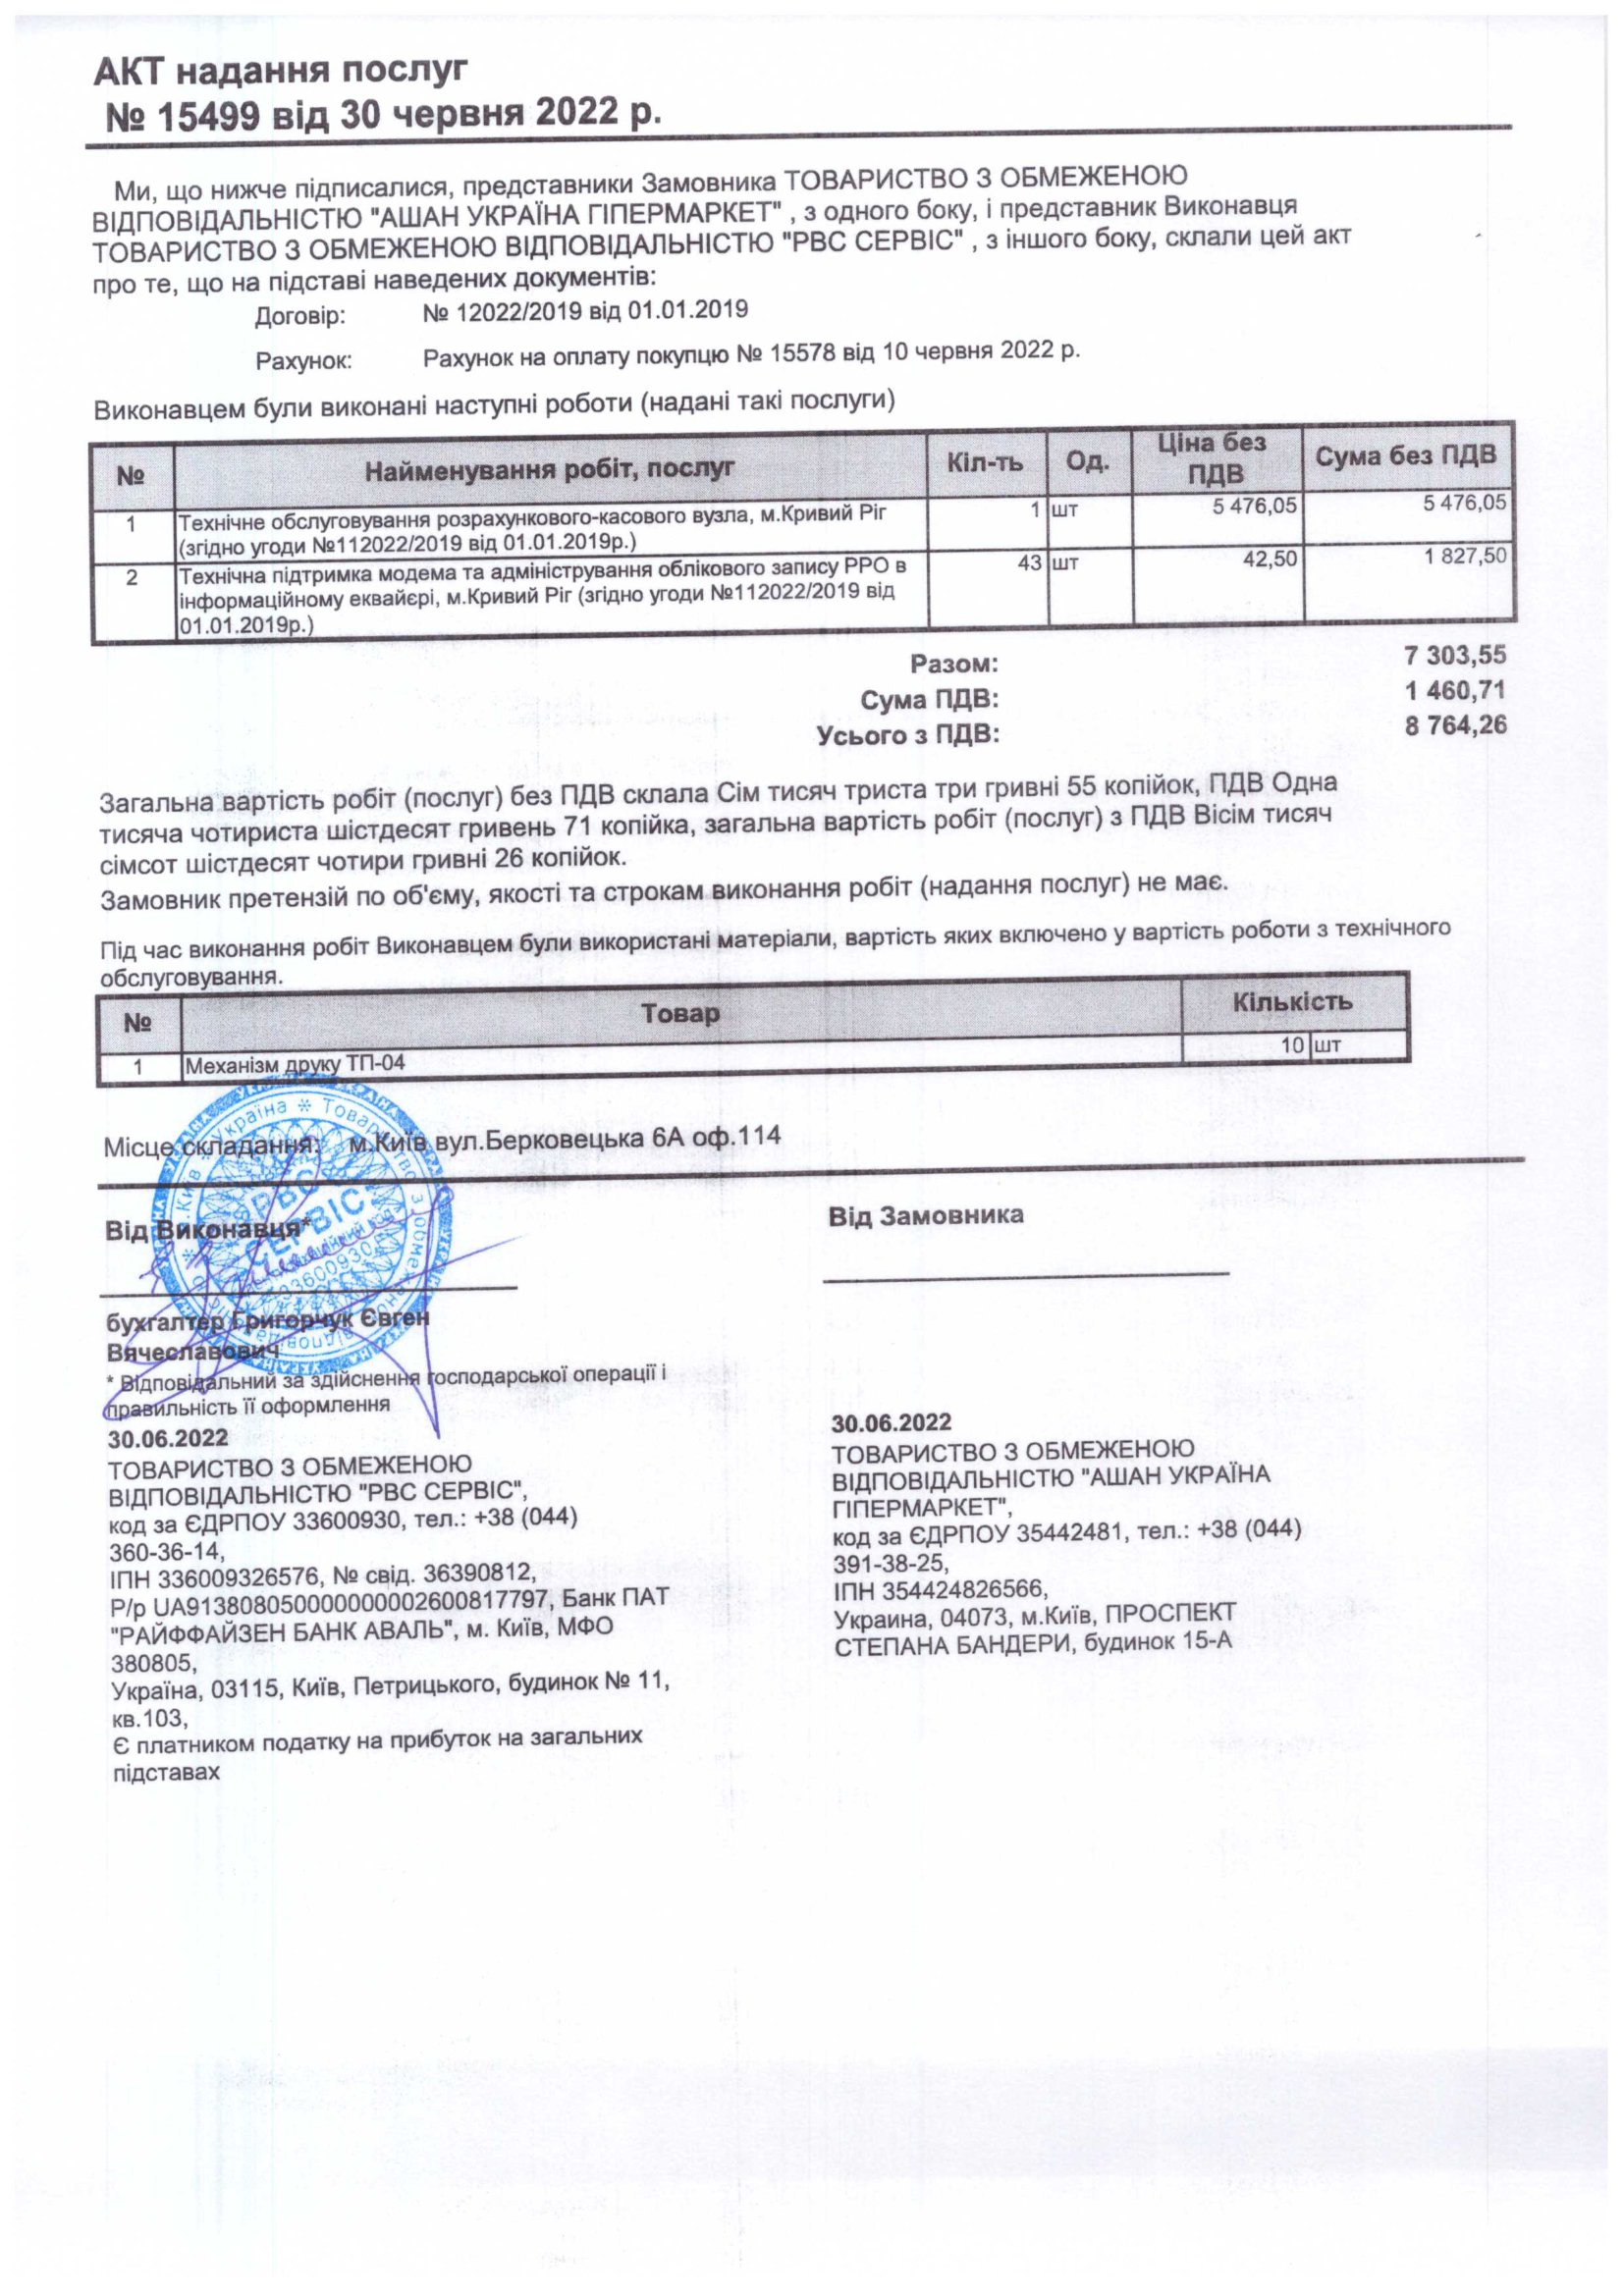 АКТ надання послуг
№ 15499 від 30 червня 2022 р.
Ми, що нижче підписалися, представники Замовника ТОВАРИСТВО З ОБМЕЖЕНОЮ
ВІДПОВІДАЛЬНІСТЮ "АШАН УКРАЇНА ГІПЕРМАРКЕТ" , з одного боку, і представник Виконавця
ТОВАРИСТВО З ОБМЕЖЕНОЮ ВІДПОВІДАЛЬНІСТЮ "РВС СЕРВІС" , з іншого боку, склали цей акт
про те, що на підставі наведених документів:
Договір: № 12022/2019 від 01.01.2019
Рахунок: Рахунок на оплату покупцю № 15578 від 10 червня 2022 р.
Виконавцем були виконані наступні роботи (надані такі послуги)
№ Найменування робіт, послуг Кіл-ть Од. Ціна без ПДВ Сума без ПДВ
1 Технічне обслуговування розрахункового-касового вузла, м.Кривий Ріг 1 шт 5 476,05 5 476,05
(згідно угоди №112022/2019 від 01.01.2019р.)
2 Технічна підтримка модема та адміністрування облікового запису РРО в 43 шт 42,50 1 827,50
інформаційному еквайєрі, м.Кривий Ріг (згідно угоди №112022/2019 від
01.01.2019р.)
Разом: 7 303,55
Сума ПДВ: 1 460,71
Усього з ПДВ: 8 764,26
Загальна вартість робіт (послуг) без ПДВ склала Сім тисяч триста три гривні 55 копійок, ПДВ Одна
тисяча чотириста шістдесят гривень 71 копійка, загальна вартість робіт (послуг) з ПДВ Вісім тисяч
сімсот шістдесят чотири гривні 26 копійок.
Замовник претензій по об'єму, якості та строкам виконання робіт (надання послуг) не має.
Під час виконання робіт Виконавцем були використані матеріали, вартість яких включено у вартість роботи з технічного
обслуговування.
№ Товар Кількість
1 Механізм друку ТП-04 10 шт
Місце складання: м.Київ вул.Берковецька 6А оф.114
Від Виконавця*
бухгалтер Григорчук Євген
Вячеславович
* Відповідальний за здійснення господарської операції і
правильність її оформлення
30.06.2022
ТОВАРИСТВО З ОБМЕЖЕНОЮ
ВІДПОВІДАЛЬНІСТЮ "РВС СЕРВІС",
код за ЄДРПОУ 33600930, тел.: +38 (044)
360-36-14,
ІПН 336009326576, № свід. 36390812,
Р/р UA913808050000000002600817797, Банк ПАТ
"РАЙФФАЙЗЕН БАНК АВАЛЬ", м. Київ, МФО
380805,
Україна, 03115, Київ, Петрицького, будинок № 11,
кв.103,
Є платником податку на прибуток на загальних
підставах
Від Замовника
30.06.2022
ТОВАРИСТВО З ОБМЕЖЕНОЮ
ВІДПОВІДАЛЬНІСТЮ "АШАН УКРАЇНА
ГІПЕРМАРКЕТ",
код за ЄДРПОУ 35442481, тел.: +38 (044)
391-38-25,
ІПН 354424826566,
Украина, 04073, м.Київ, ПРОСПЕКТ
СТЕПАНА БАНДЕРИ, будинок 15-А
РВС
СЕРВІС
33600930